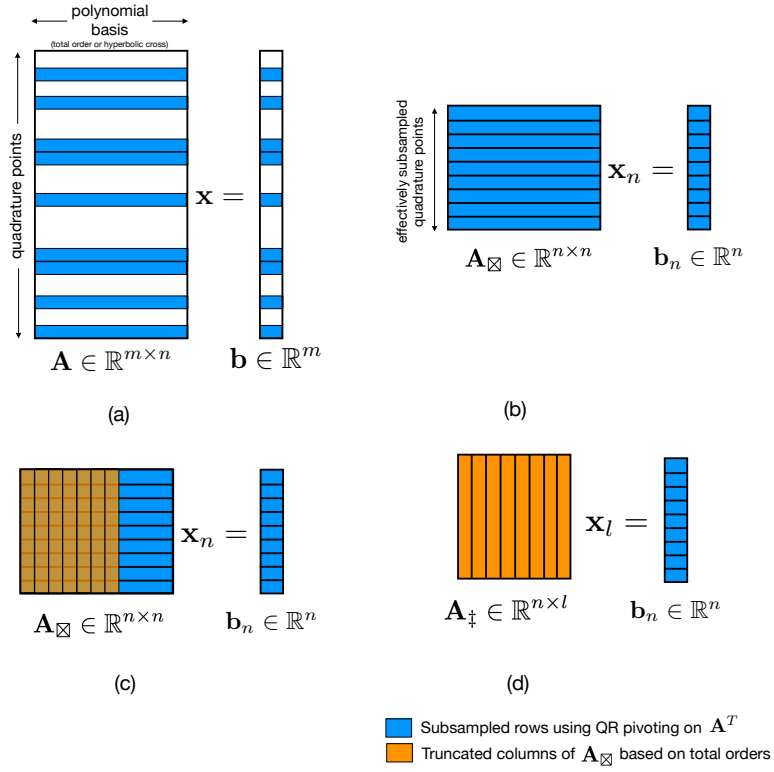 polynomial
basis
(total order or hyperbolic cross)
quadrature points
𝐱 =
𝐀 ∈ ℝ^{m×n}
𝐛 ∈ ℝ^m
(a)
effectively subsampled
quadrature points
𝐱_n =
𝐀_⊠ ∈ ℝ^{n×n}
𝐛_n ∈ ℝ^n
(b)
𝐱_n =
𝐀_⊠ ∈ ℝ^{n×n}
𝐛_n ∈ ℝ^n
(c)
𝐱_l =
𝐀_‡ ∈ ℝ^{n×l}
𝐛_n ∈ ℝ^n
(d)
Subsampled rows using QR pivoting on 𝐀^T
Truncated columns of 𝐀_⊠ based on total orders